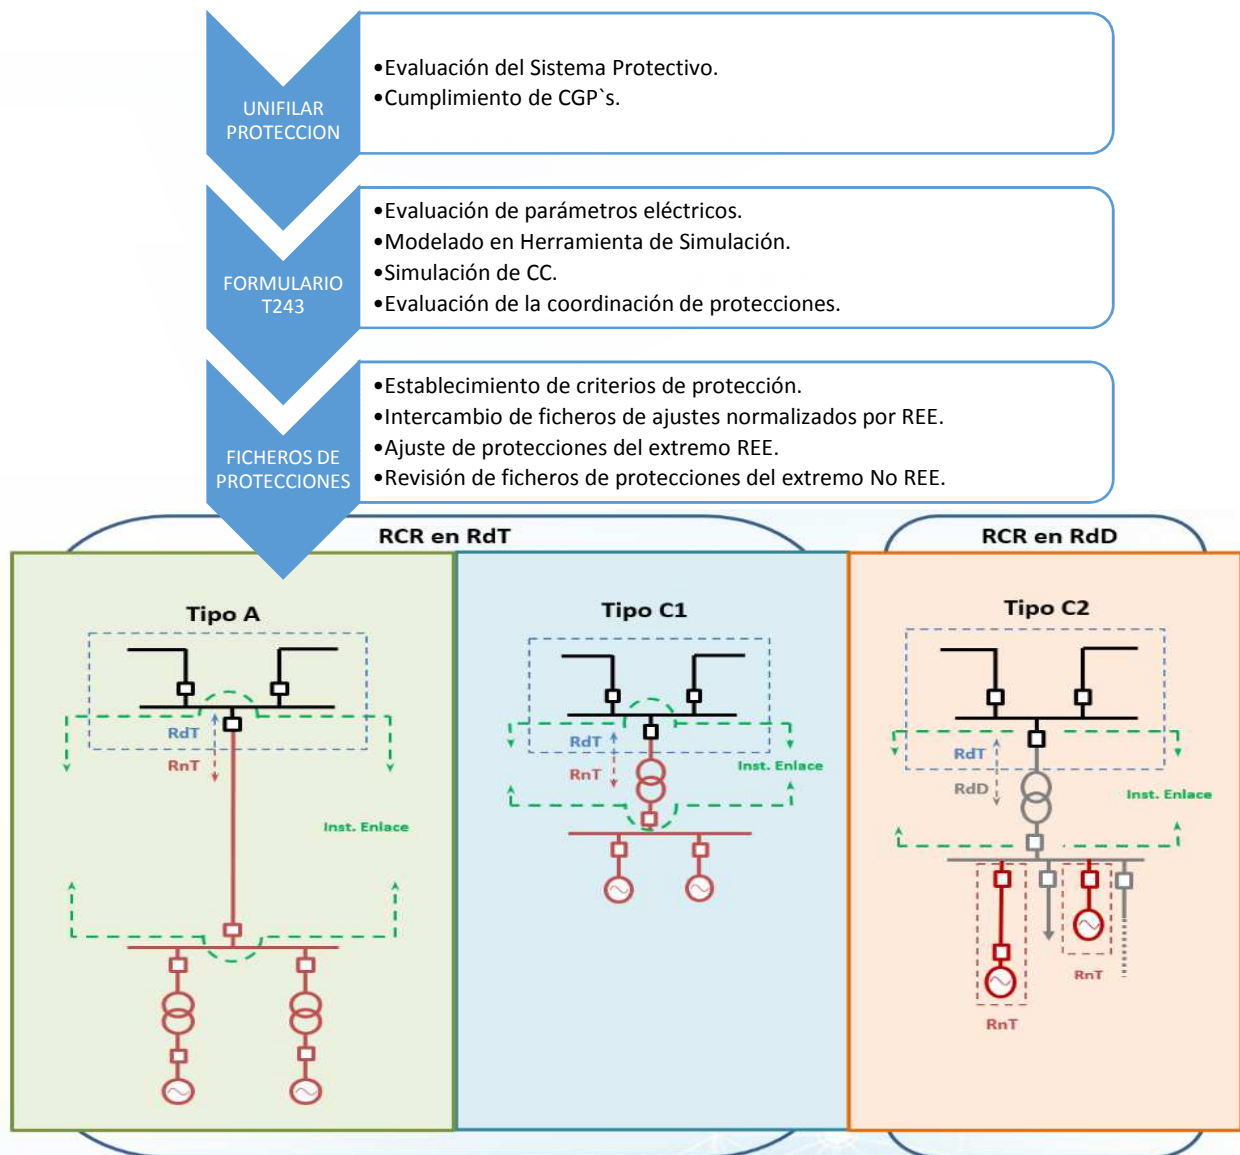 UNIFILAR
PROTECCION
•Evaluación del Sistema Protectivo.
•Cumplimiento de CGP`s.
FORMULARIO
T243
•Evaluación de parámetros eléctricos.
•Modelado en Herramienta de Simulación.
•Simulación de CC.
•Evaluación de la coordinación de protecciones.
FICHEROS DE
PROTECCIONES
•Establecimiento de criterios de protección.
•Intercambio de ficheros de ajustes normalizados por REE.
•Ajuste de protecciones del extremo REE.
•Revisión de ficheros de protecciones del extremo No REE.
RCR en RdT
RCR en RdD
Tipo A
RdT
RnT
Inst. Enlace
Tipo C1
RdT
RnT
Inst. Enlace
Tipo C2
RdT
RdD
Inst. Enlace
RnT
RnT